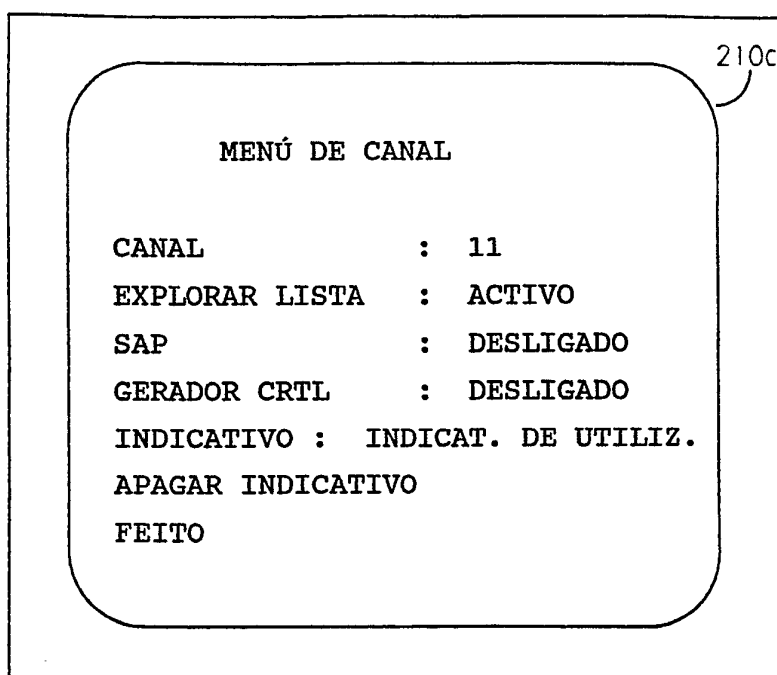 210c
MENÚ DE CANAL
CANAL : 11
EXPLORAR LISTA : ACTIVO
SAP : DESLIGADO
GERADOR CRTL : DESLIGADO
INDICATIVO : INDICAT. DE UTILIZ.
APAGAR INDICATIVO
FEITO